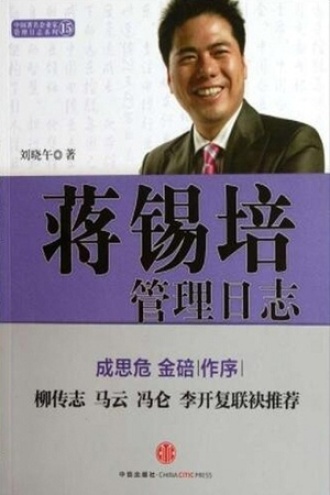 中国著名企业家
管理日志系列 15
刘晓午◎著
蒋锡培
管理日志
成思危 金碚|作序|
柳传志 马云 冯仑 李开复联袂推荐
中信出版社·CHINA CITIC PRESS